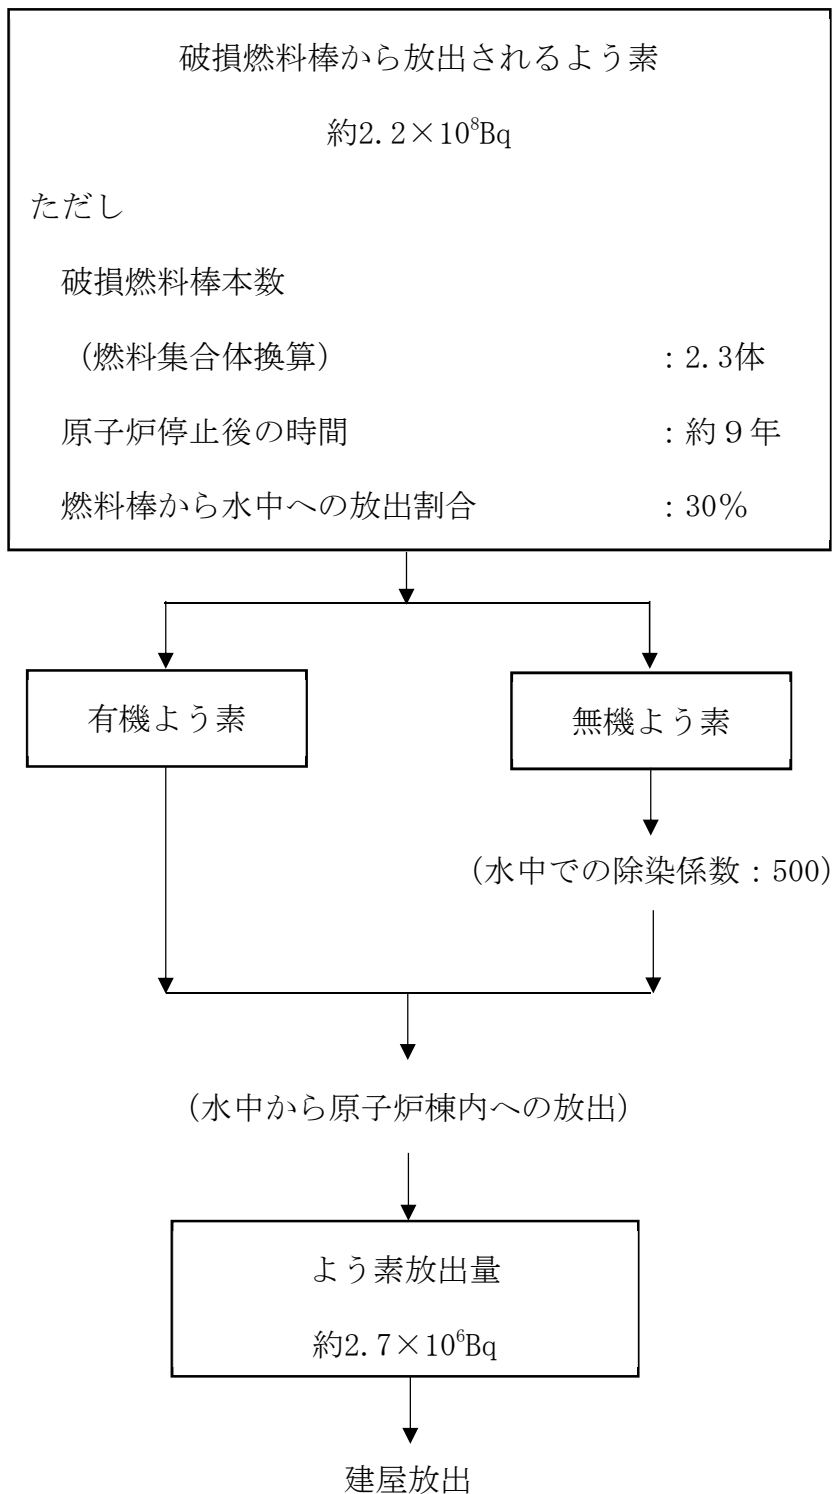 破損燃料棒から放出されるよう素
約2.2×10⁸Bq
ただし
破損燃料棒本数
(燃料集合体換算) :2.3体
原子炉停止後の時間 :約9年
燃料棒から水中への放出割合 :30%
有機よう素
無機よう素
(水中での除染係数:500)
(水中から原子炉棟内への放出)
よう素放出量
約2.7×10⁶Bq
建屋放出